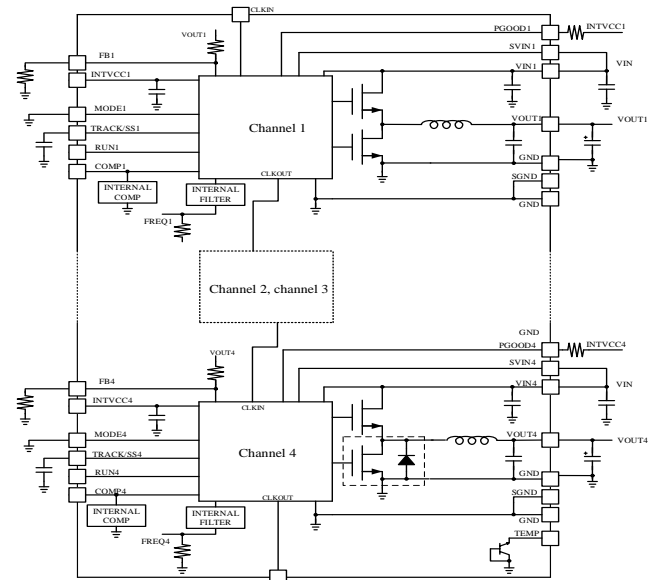 CLKIN
PGOOD1
INTVCC1
VOUT1
SVIN1
FB1
VIN1
VIN
INTVCC1
MODE1
Channel 1
VOUT1
VOUT1
TRACK/SS1
RUN1
GND
COMP1
CLKOUT
SGND
INTERNAL
COMP
INTERNAL
FILTER
GND
FREQ1
Channel 2, channel 3
GND
PGOOD4
INTVCC4
VOUT4
SVIN4
FB4
VIN4
VIN
INTVCC4
CLKIN
MODE4
VOUT4
VOUT4
Channel 4
TRACK/SS4
RUN4
GND
COMP4
CLKOUT
SGND
INTERNAL
COMP
INTERNAL
FILTER
GND
FREQ4
TEMP